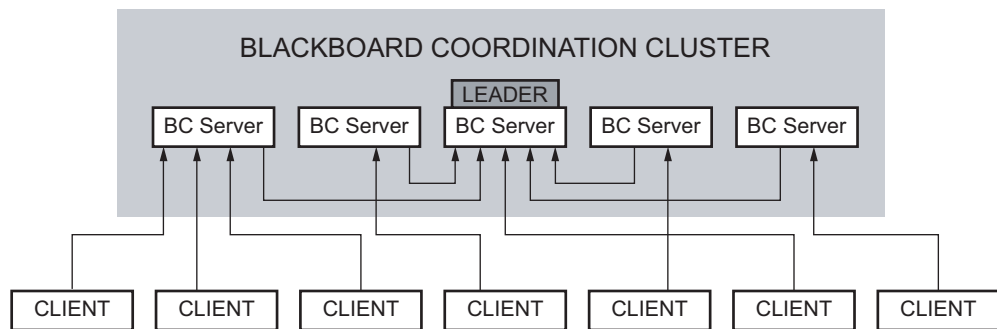 BLACKBOARD COORDINATION CLUSTER
LEADER
BC Server
BC Server
BC Server
BC Server
BC Server
CLIENT
CLIENT
CLIENT
CLIENT
CLIENT
CLIENT
CLIENT